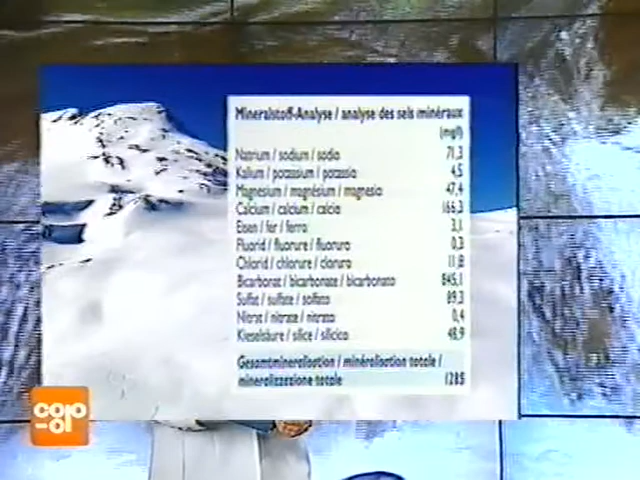 Mineralstoff-Analyse / analyse des sels minéraux
(mg/l)
Natrium / sodium / sodio 71,3
Kalium / potassium / potassio 4,5
Magnesium / magnésium / magnesio 47,4
Calcium / calcium / calcio 166,3
Eisen / fer / ferro 3,1
Fluorid / fluorure / fluoruro 0,3
Chlorid / chlorure / cloruro 11,8
Bicarbonat / bicarbonate / bicarbonato 845,1
Sulfat / sulfate / solfato 89,3
Nitrat / nitrate / nitrato 0,4
Kieselsäure / silice / silicio 48,9
Gesamtmineralisation / minéralisation totale /
mineralizzazione totale 1285